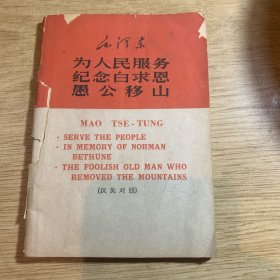 毛泽东
为人民服务
纪念白求恩
愚公移山
MAO TSE-TUNG
· SERVE THE PEOPLE
· IN MEMORY OF NORMAN
BETHUNE
· THE FOOLISH OLD MAN WHO
REMOVED THE MOUNTAINS
(汉英对照)